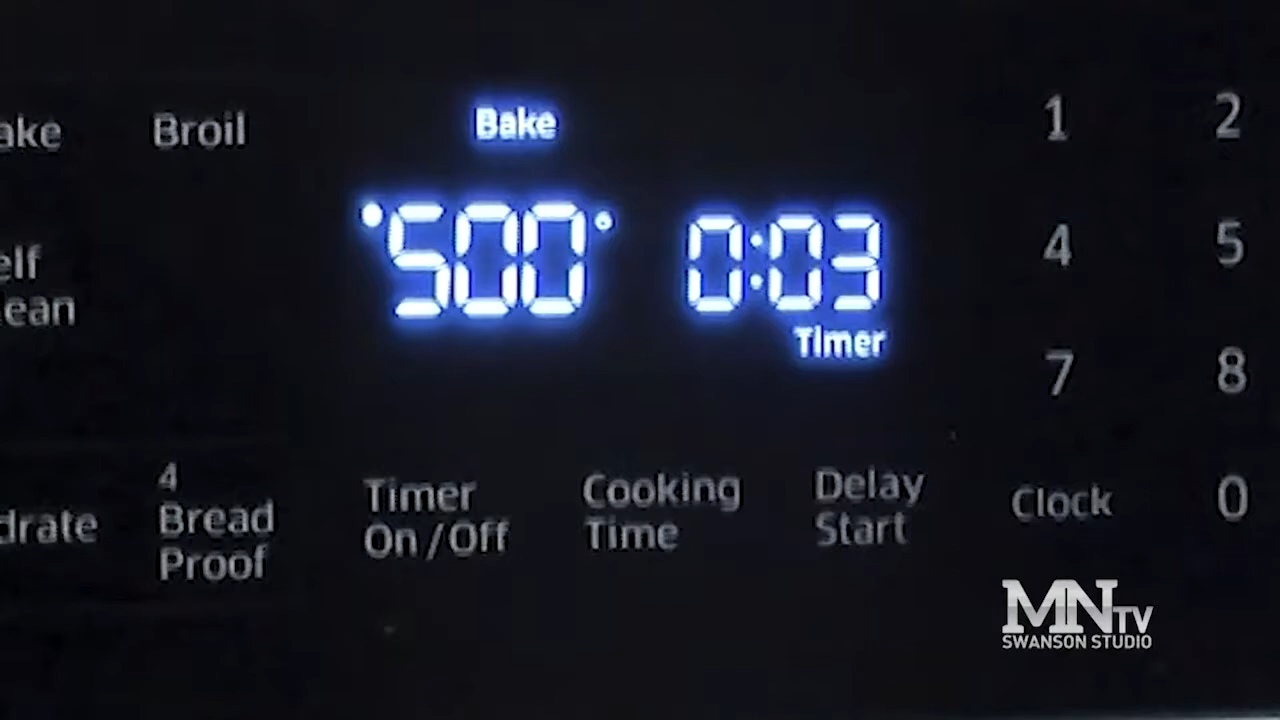 ake Broil Bake 1 2
500° 0:03
Timer
elf
ean
4 5
7 8
drate
4
Bread
Proof
Timer
On/Off
Cooking
Time
Delay
Start
Clock 0
MNTV
SWANSON STUDIO